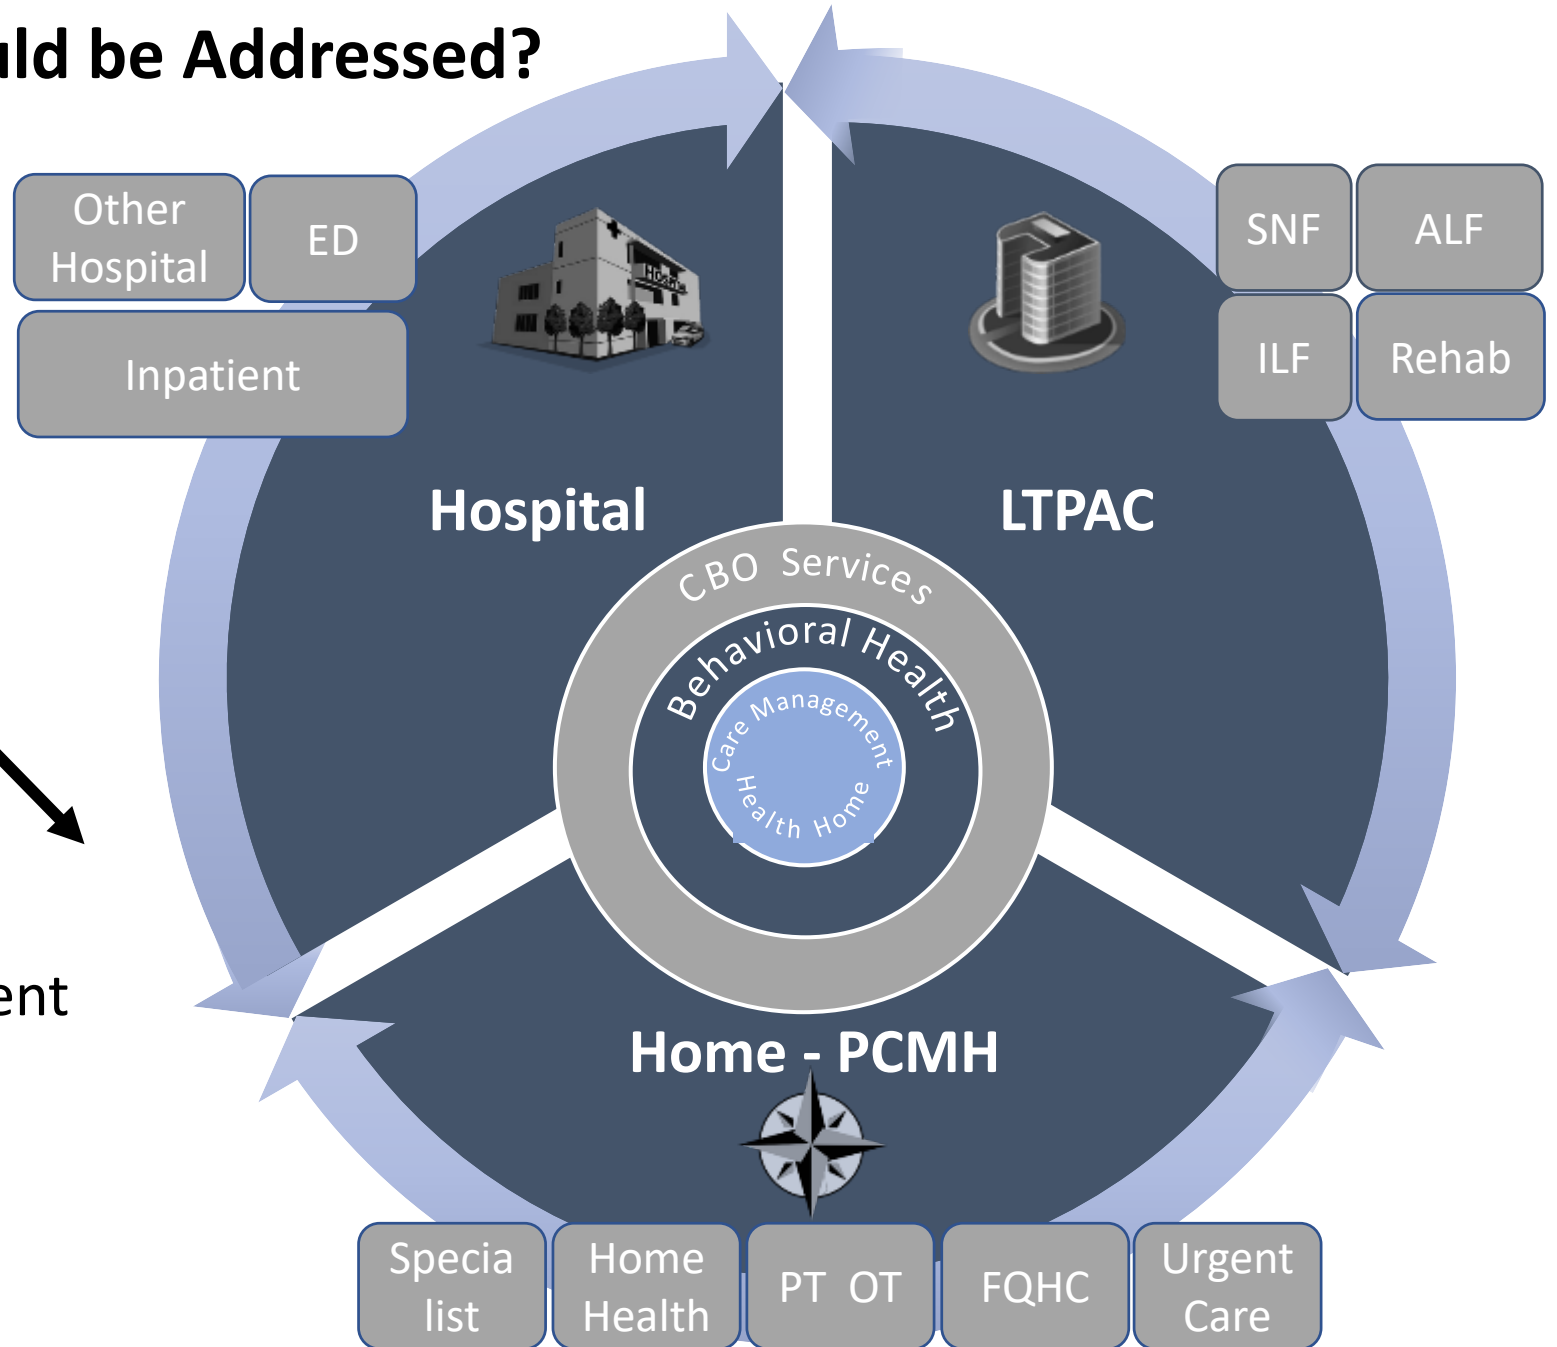 uld be Addressed?
Other
Hospital
ED
Inpatient
SNF
ALF
ILF
Rehab
HOSPITAL
Hospital
LTPAC
CBO Services
Behavioral Health
Care Management
Health Home
ent
Home - PCMH
Specia
list
Home
Health
PT OT
FQHC
Urgent
Care